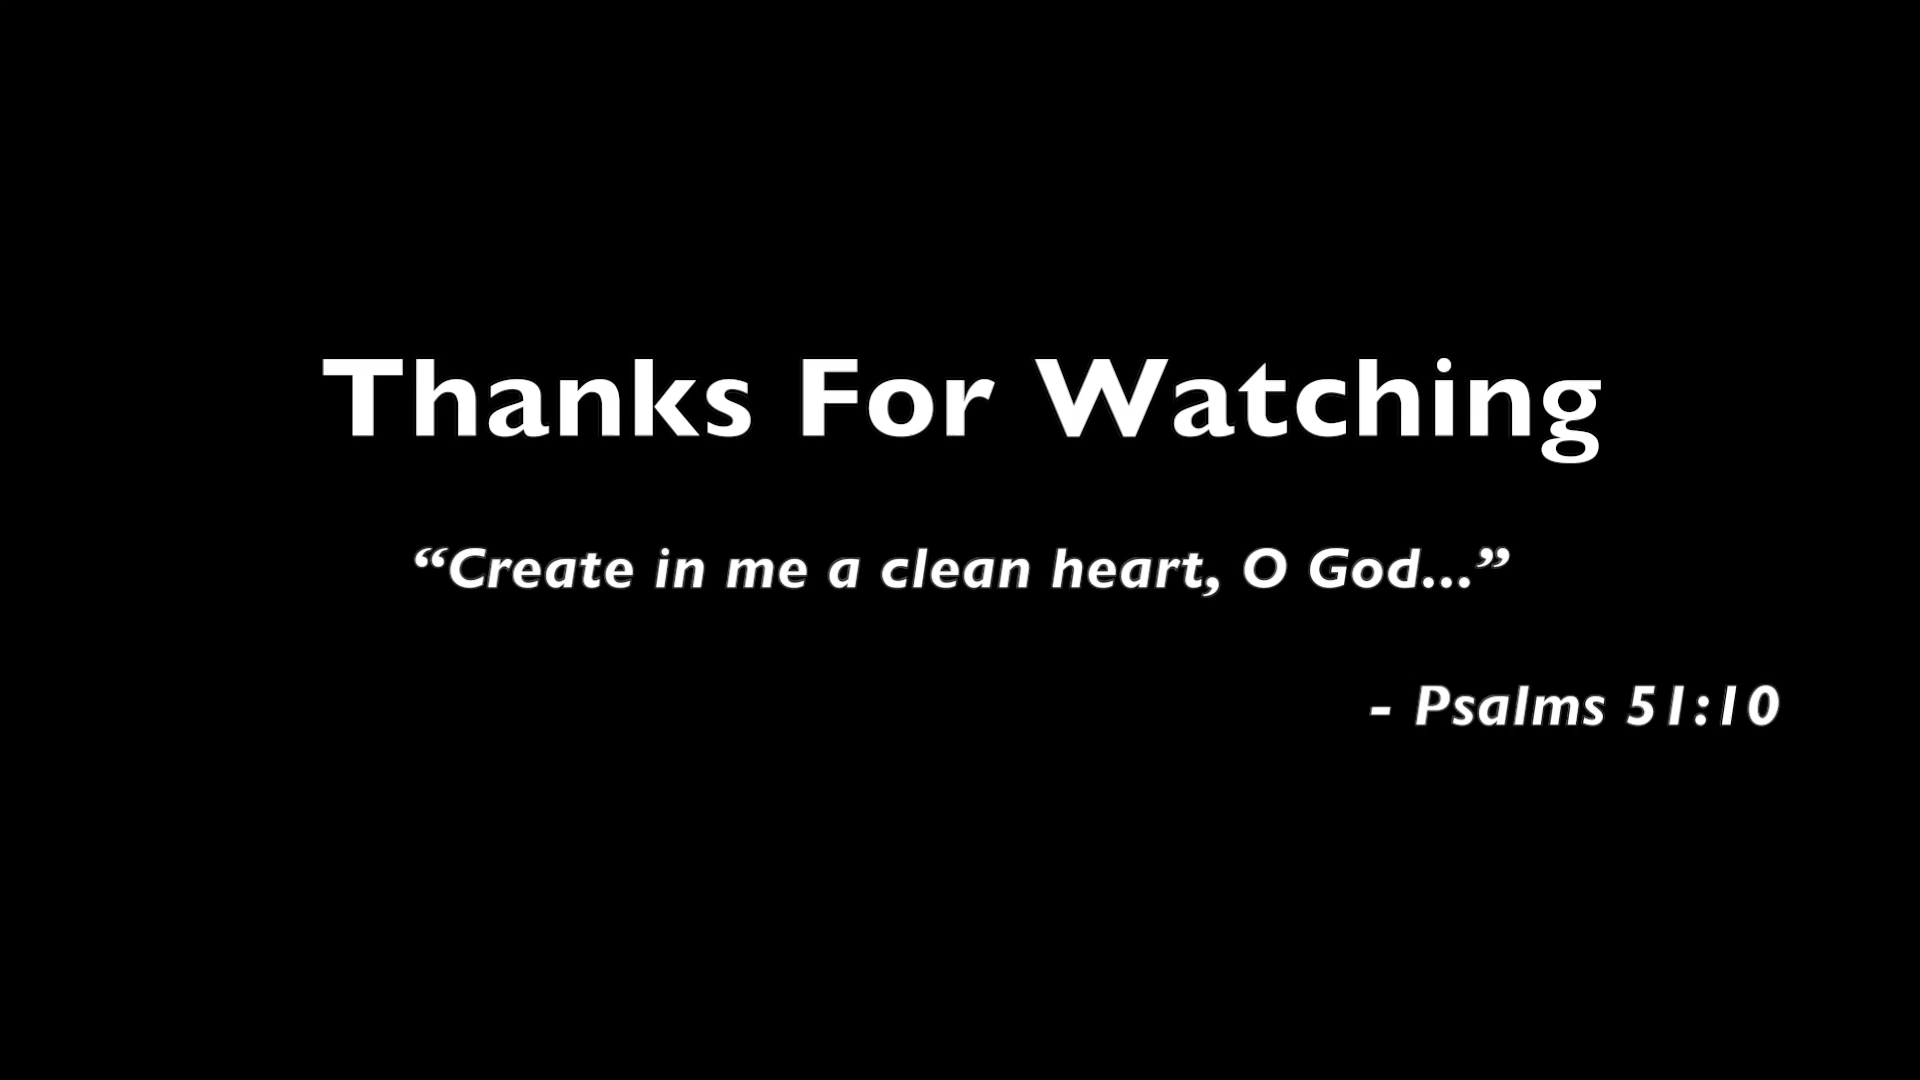 Thanks For Watching
“Create in me a clean heart, O God...”
- Psalms 51:10